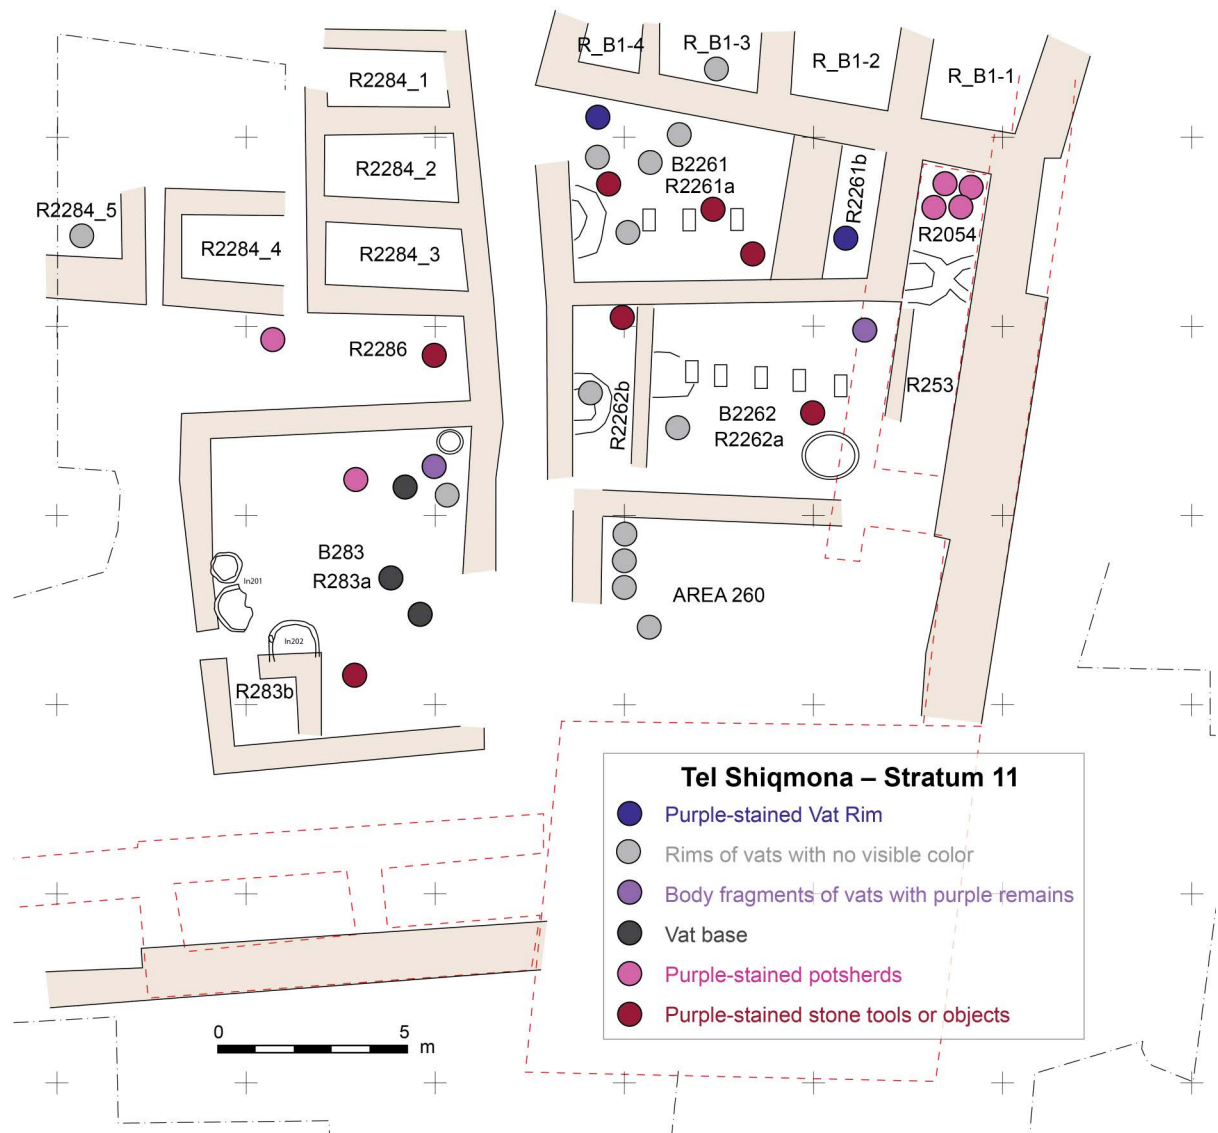 R_B1-4
R_B1-3
R_B1-2
R_B1-1
R2284_1
R2284_2
R2284_3
R2284_4
R2284_5
B2261
R2261a
R2261b
R2054
R2286
R2262b
B2262
R2262a
R253
B283
R283a
In201
In202
R283b
AREA 260
Tel Shiqmona – Stratum 11
Purple-stained Vat Rim
Rims of vats with no visible color
Body fragments of vats with purple remains
Vat base
Purple-stained potsherds
Purple-stained stone tools or objects
0 5
m